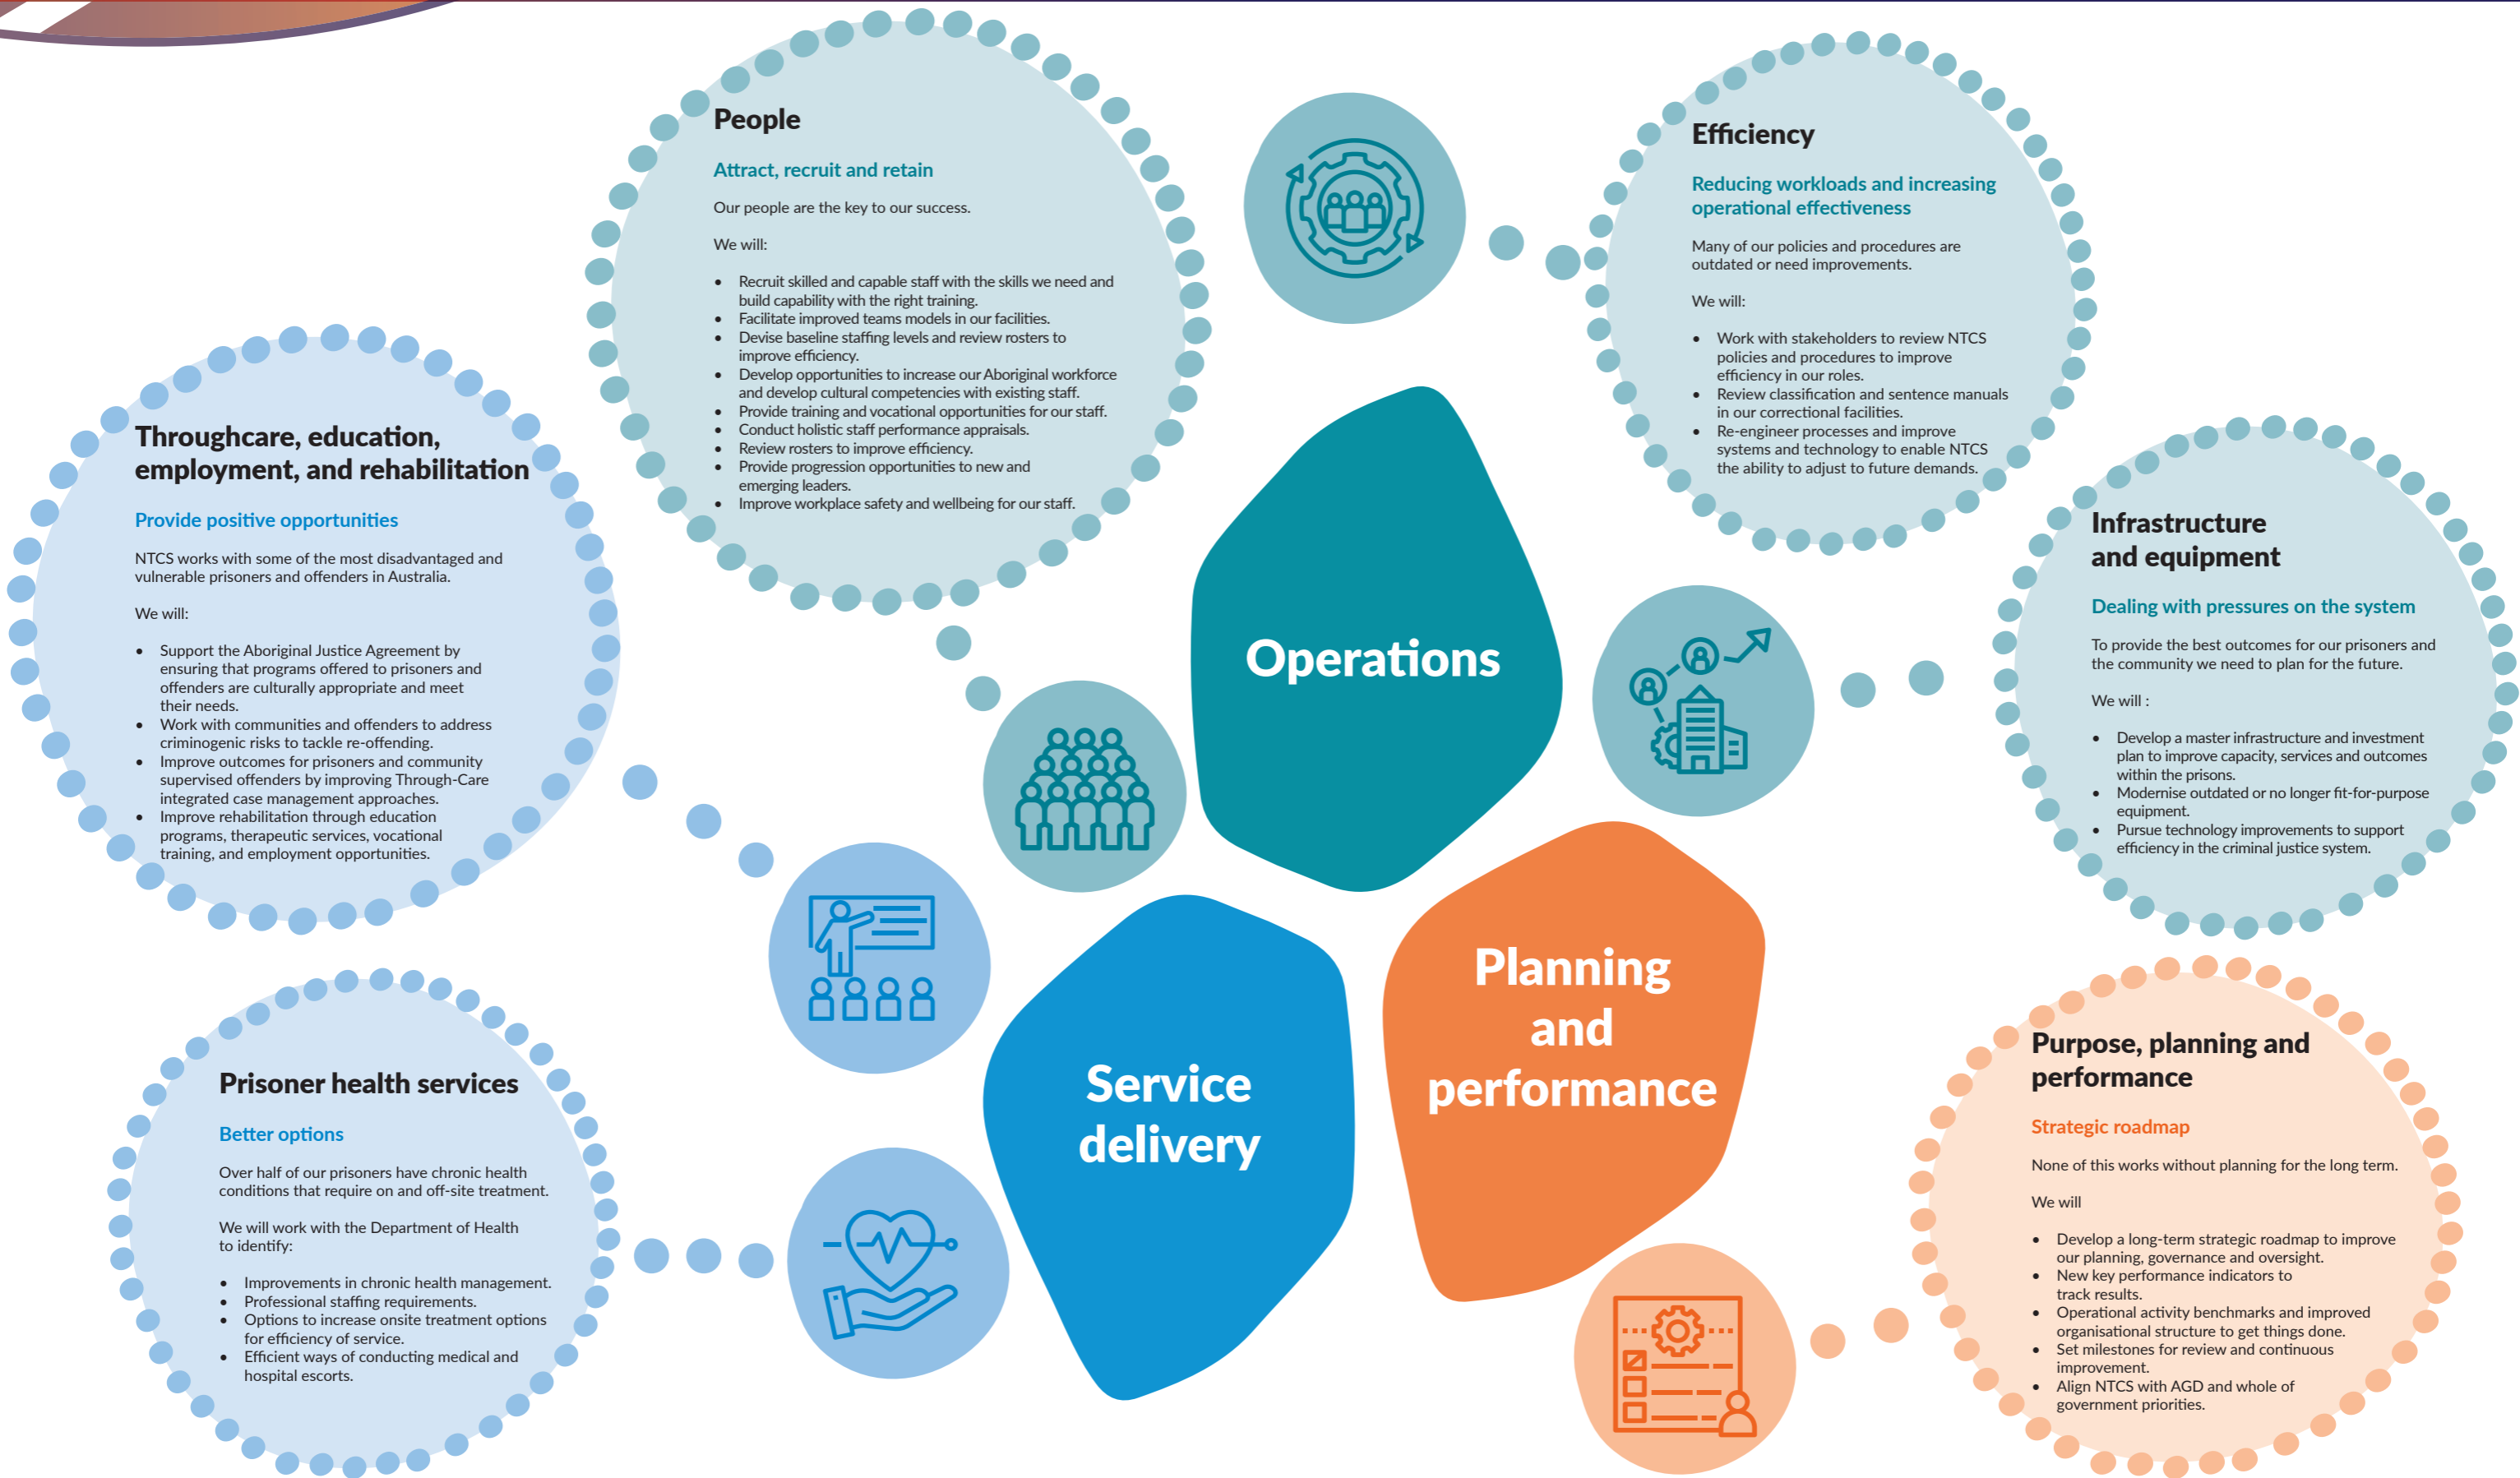 People
Attract, recruit and retain
Our people are the key to our success.
We will:
• Recruit skilled and capable staff with the skills we need and
build capability with the right training.
• Facilitate improved teams models in our facilities.
• Devise baseline staffing levels and review rosters to
improve efficiency.
• Develop opportunities to increase our Aboriginal workforce
and develop cultural competencies with existing staff.
• Provide training and vocational opportunities for our staff.
• Conduct holistic staff performance appraisals.
• Review rosters to improve efficiency.
• Provide progression opportunities to new and
emerging leaders.
• Improve workplace safety and wellbeing for our staff.
Efficiency
Reducing workloads and increasing
operational effectiveness
Many of our policies and procedures are
outdated or need improvements.
We will:
• Work with stakeholders to review NTCS
policies and procedures to improve
efficiency in our roles.
• Review classification and sentence manuals
in our correctional facilities.
• Re-engineer processes and improve
systems and technology to enable NTCS
the ability to adjust to future demands.
Throughcare, education,
employment, and rehabilitation
Provide positive opportunities
NTCS works with some of the most disadvantaged and
vulnerable prisoners and offenders in Australia.
We will:
• Support the Aboriginal Justice Agreement by
ensuring that programs offered to prisoners and
offenders are culturally appropriate and meet
their needs.
• Work with communities and offenders to address
criminogenic risks to tackle re-offending.
• Improve outcomes for prisoners and community
supervised offenders by improving Through-Care
integrated case management approaches.
• Improve rehabilitation through education
programs, therapeutic services, vocational
training, and employment opportunities.
Infrastructure
and equipment
Dealing with pressures on the system
To provide the best outcomes for our prisoners and
the community we need to plan for the future.
We will :
• Develop a master infrastructure and investment
plan to improve capacity, services and outcomes
within the prisons.
• Modernise outdated or no longer fit-for-purpose
equipment.
• Pursue technology improvements to support
efficiency in the criminal justice system.
Operations
Planning
and
performance
Service
delivery
Prisoner health services
Better options
Over half of our prisoners have chronic health
conditions that require on and off-site treatment.
We will work with the Department of Health
to identify:
• Improvements in chronic health management.
• Professional staffing requirements.
• Options to increase onsite treatment options
for efficiency of service.
• Efficient ways of conducting medical and
hospital escorts.
Purpose, planning and
performance
Strategic roadmap
None of this works without planning for the long term.
We will
• Develop a long-term strategic roadmap to improve
our planning, governance and oversight.
• New key performance indicators to
track results.
• Operational activity benchmarks and improved
organisational structure to get things done.
• Set milestones for review and continuous
improvement.
• Align NTCS with AGD and whole of
government priorities.